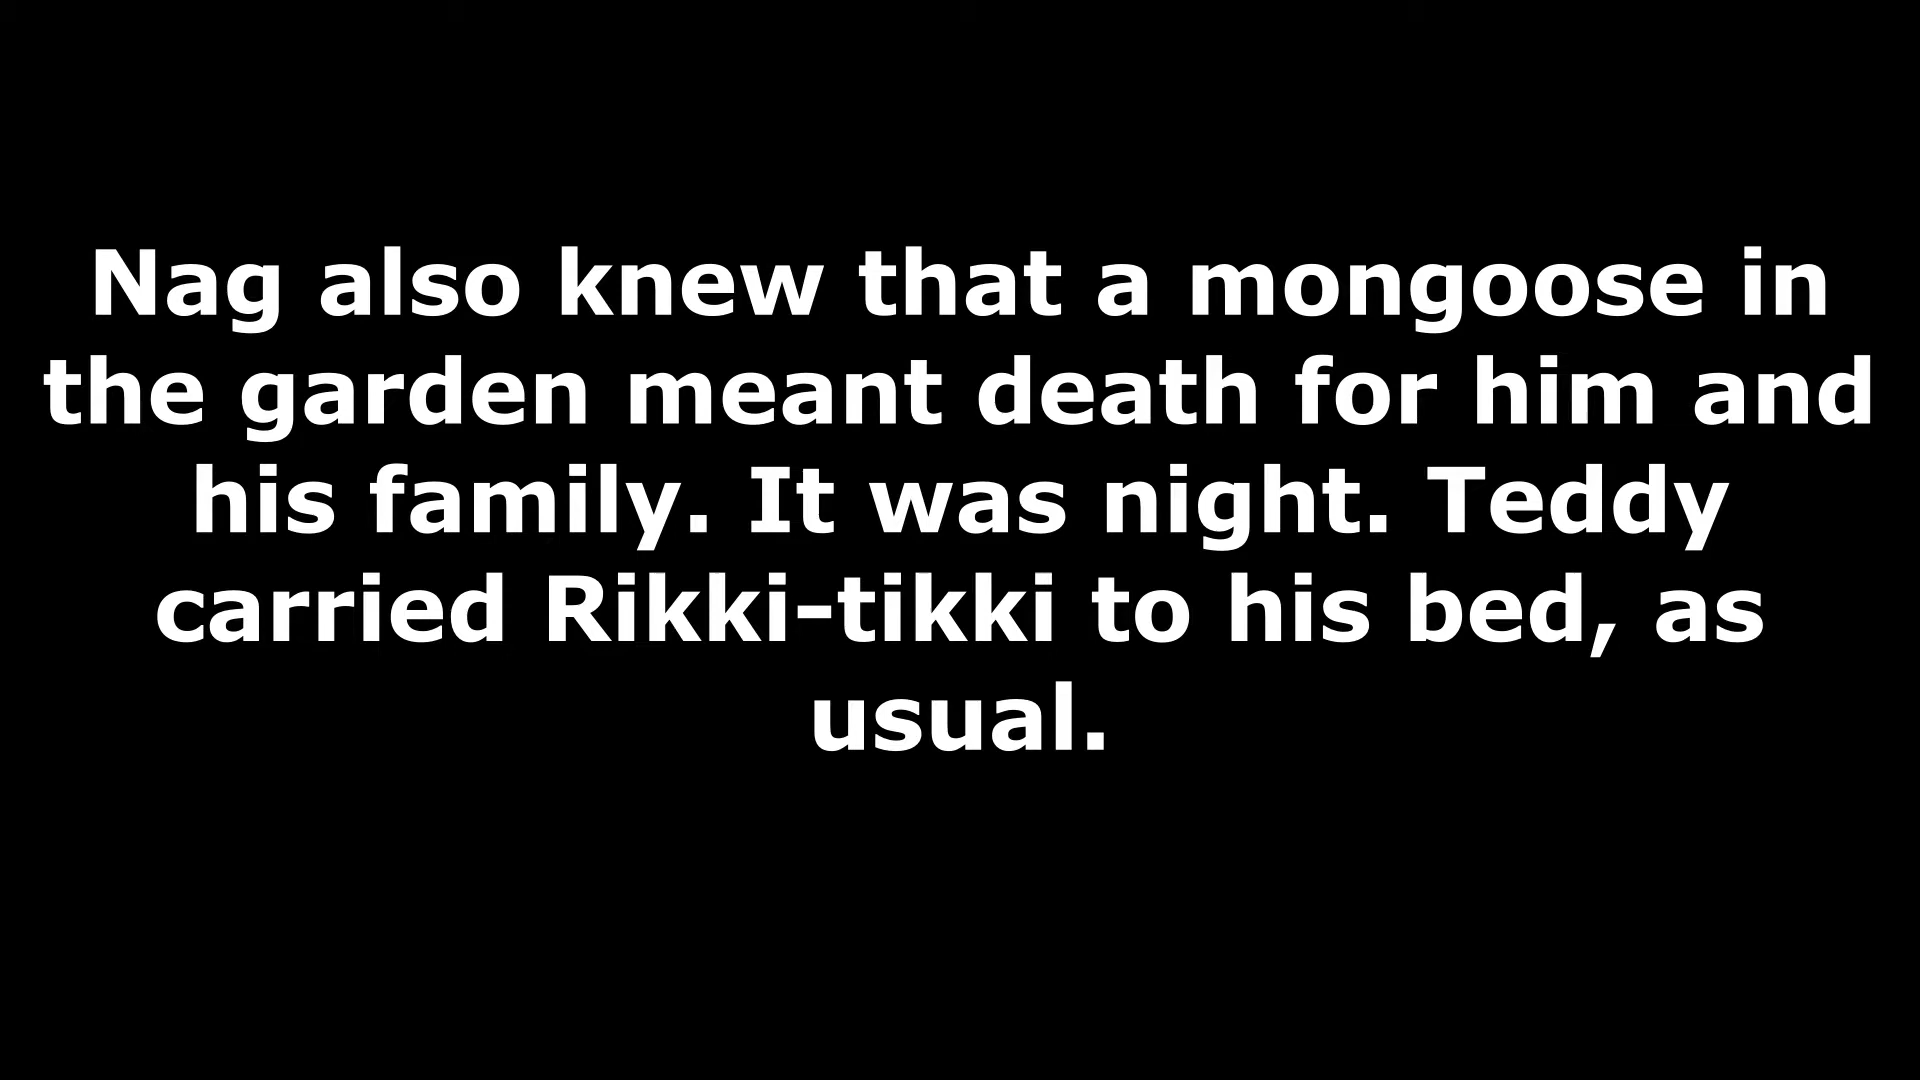 Nag also knew that a mongoose in
the garden meant death for him and
his family. It was night. Teddy
carried Rikki-tikki to his bed, as
usual.